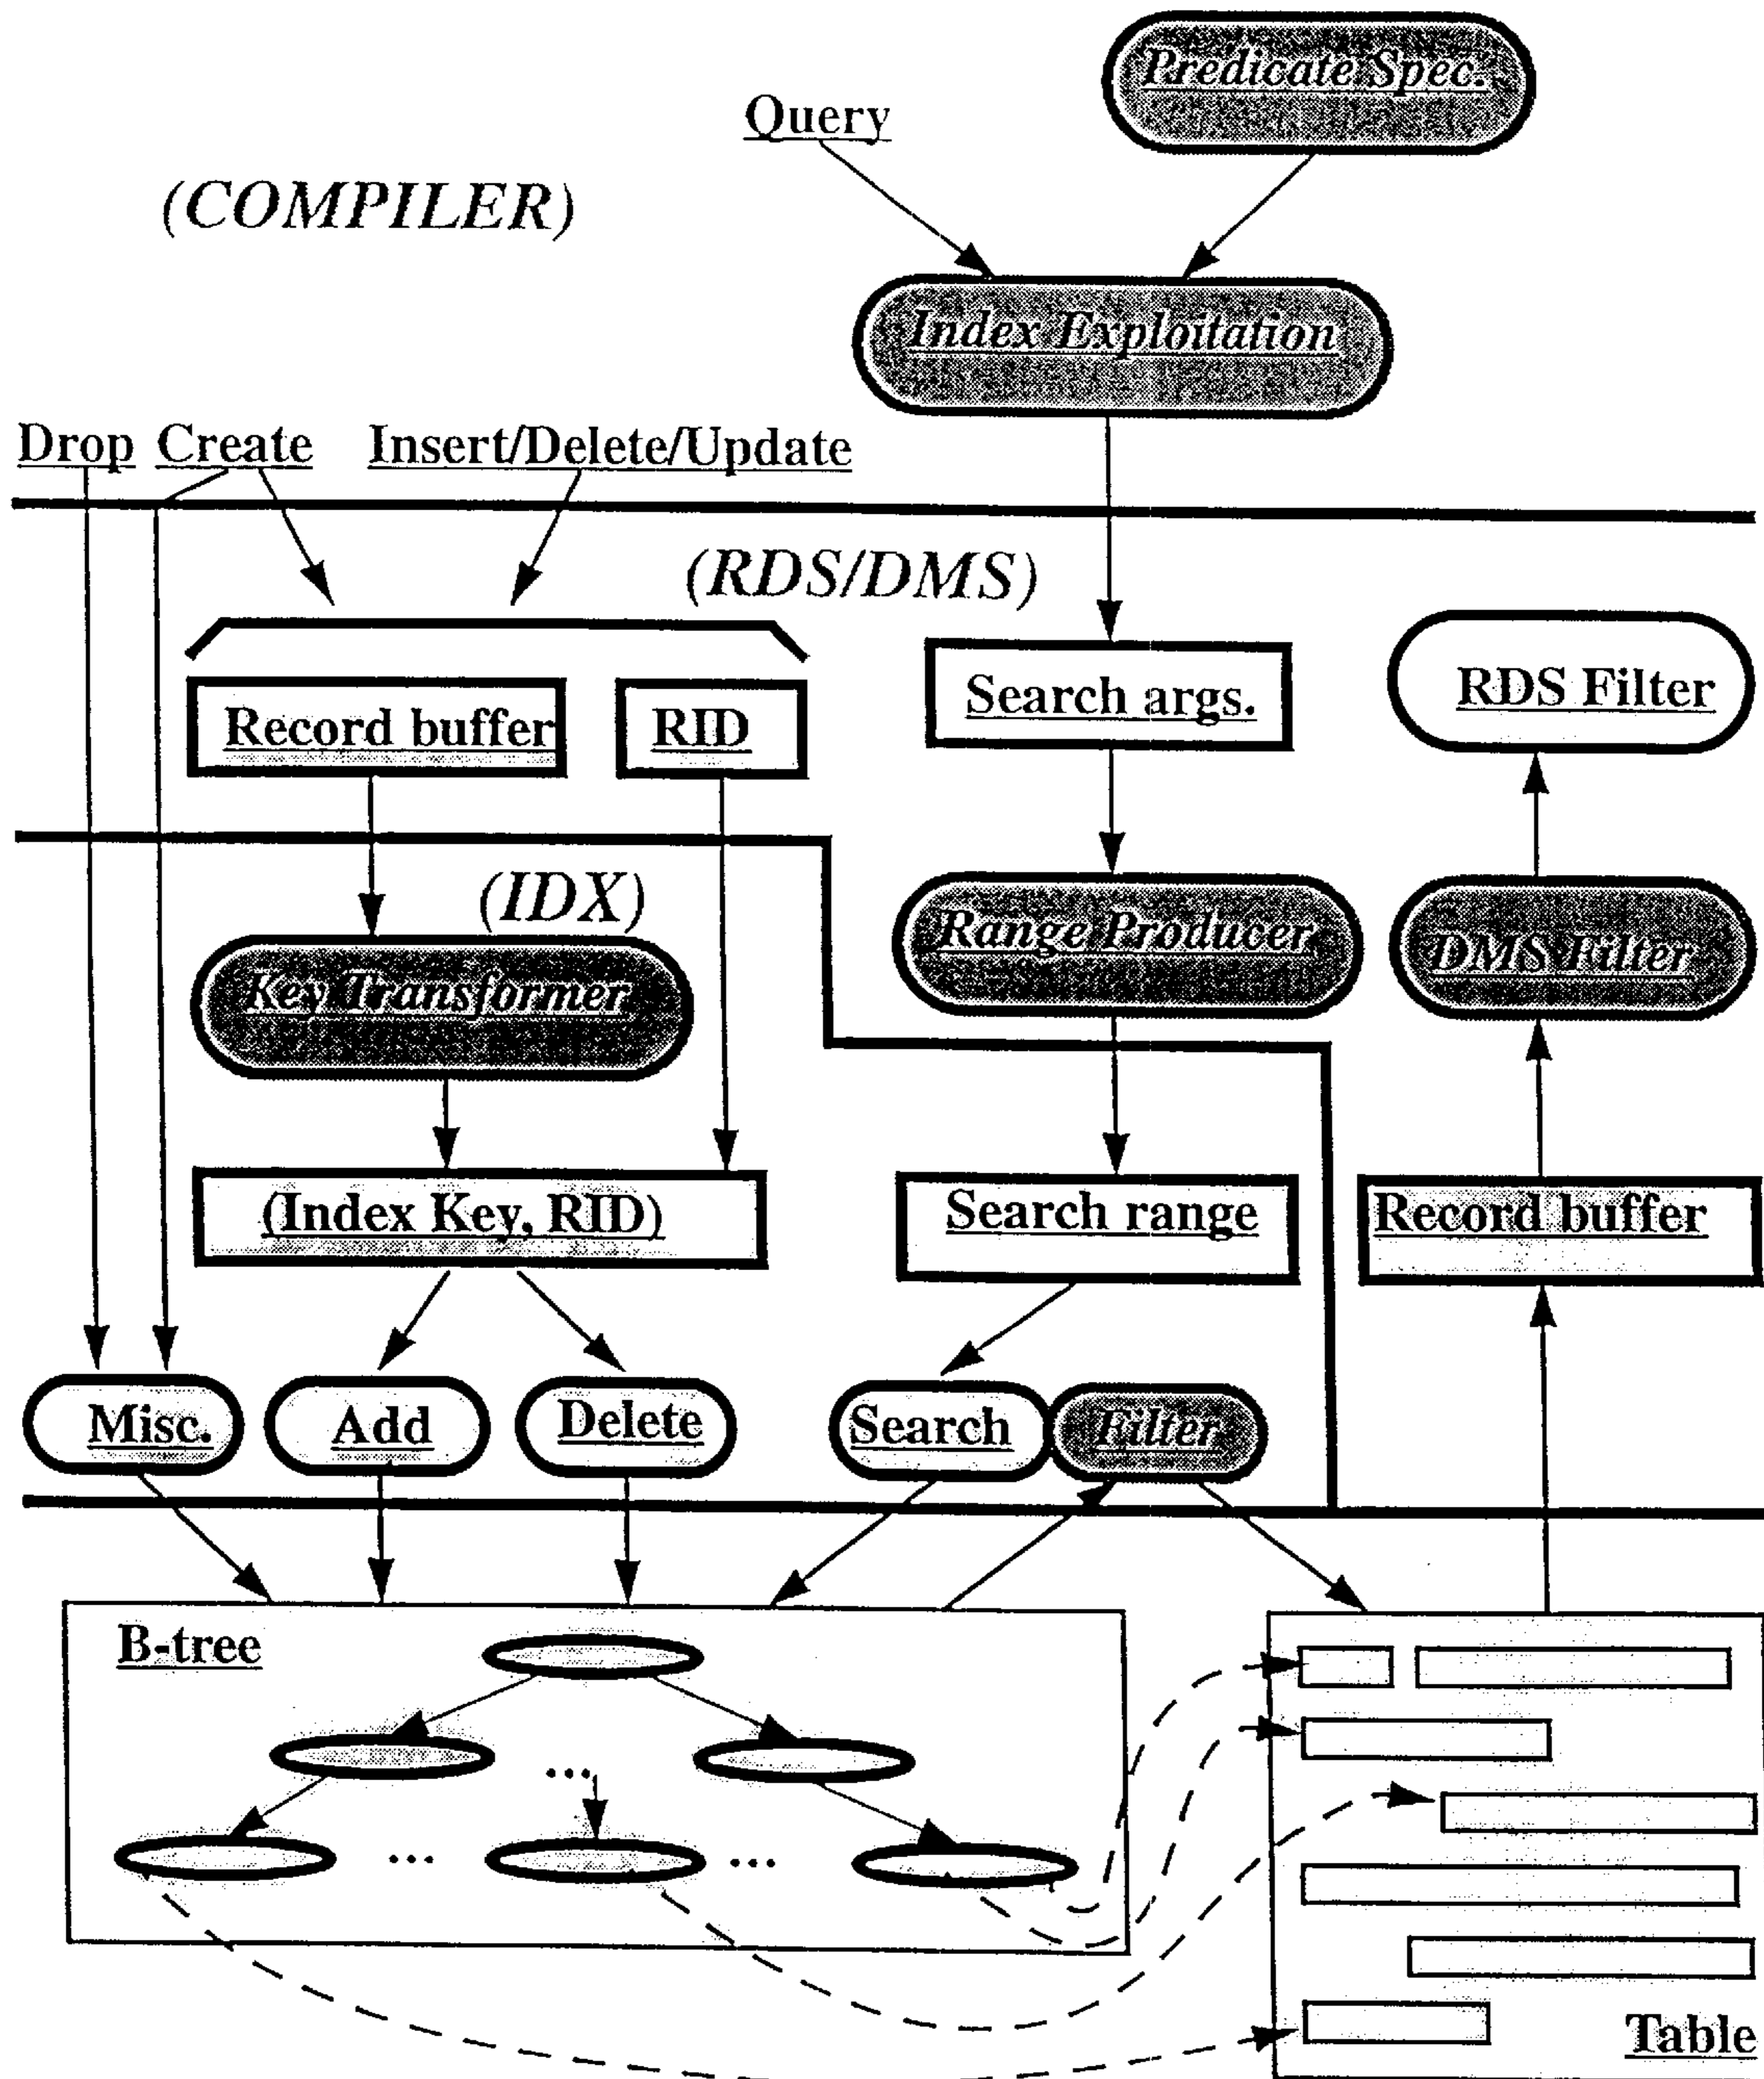 Predicate Spec.
Query
(COMPILER)
Index Exploitation
Drop Create Insert/Delete/Update
(RDS/DMS)
Search args.
RDS Filter
Record buffer
RID
(IDX)
Range Producer
DMS Filter
Key Transformer
(Index Key, RID)
Search range
Record buffer
Misc.
Add
Delete
Search
Filter
B-tree
...
...
...
Table